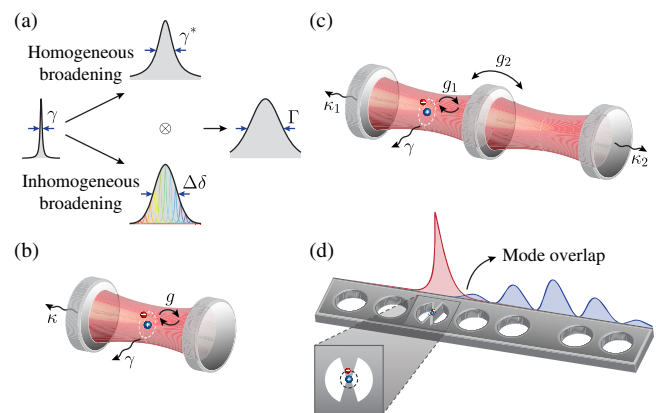 (a)
Homogeneous
broadening
γ*
γ
⊗
Γ
Inhomogeneous
broadening
Δδ
(b)
κ
g
γ
(c)
κ₁
g₁
g₂
γ
κ₂
(d)
Mode overlap